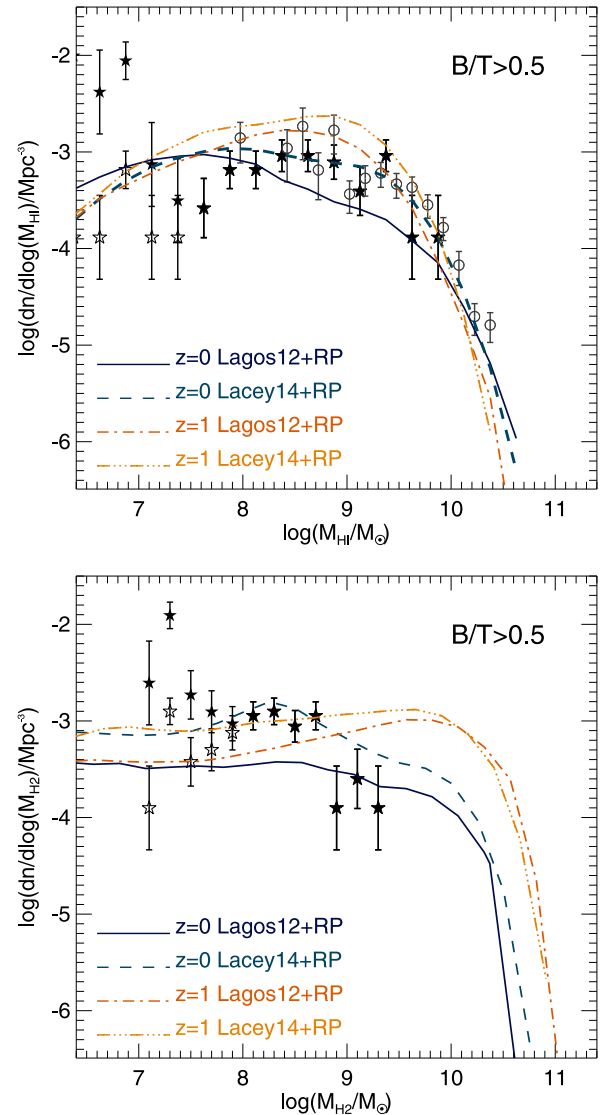 B/T>0.5
-2
-3
-4
-5
-6
log(dn/dlog(M_HI)/Mpc⁻³)
z=0 Lagos12+RP
z=0 Lacey14+RP
z=1 Lagos12+RP
z=1 Lacey14+RP
7 8 9 10 11
log(M_HI/M_⊙)
B/T>0.5
-2
-3
-4
-5
-6
log(dn/dlog(M_H2)/Mpc⁻³)
z=0 Lagos12+RP
z=0 Lacey14+RP
z=1 Lagos12+RP
z=1 Lacey14+RP
7 8 9 10 11
log(M_H2/M_⊙)